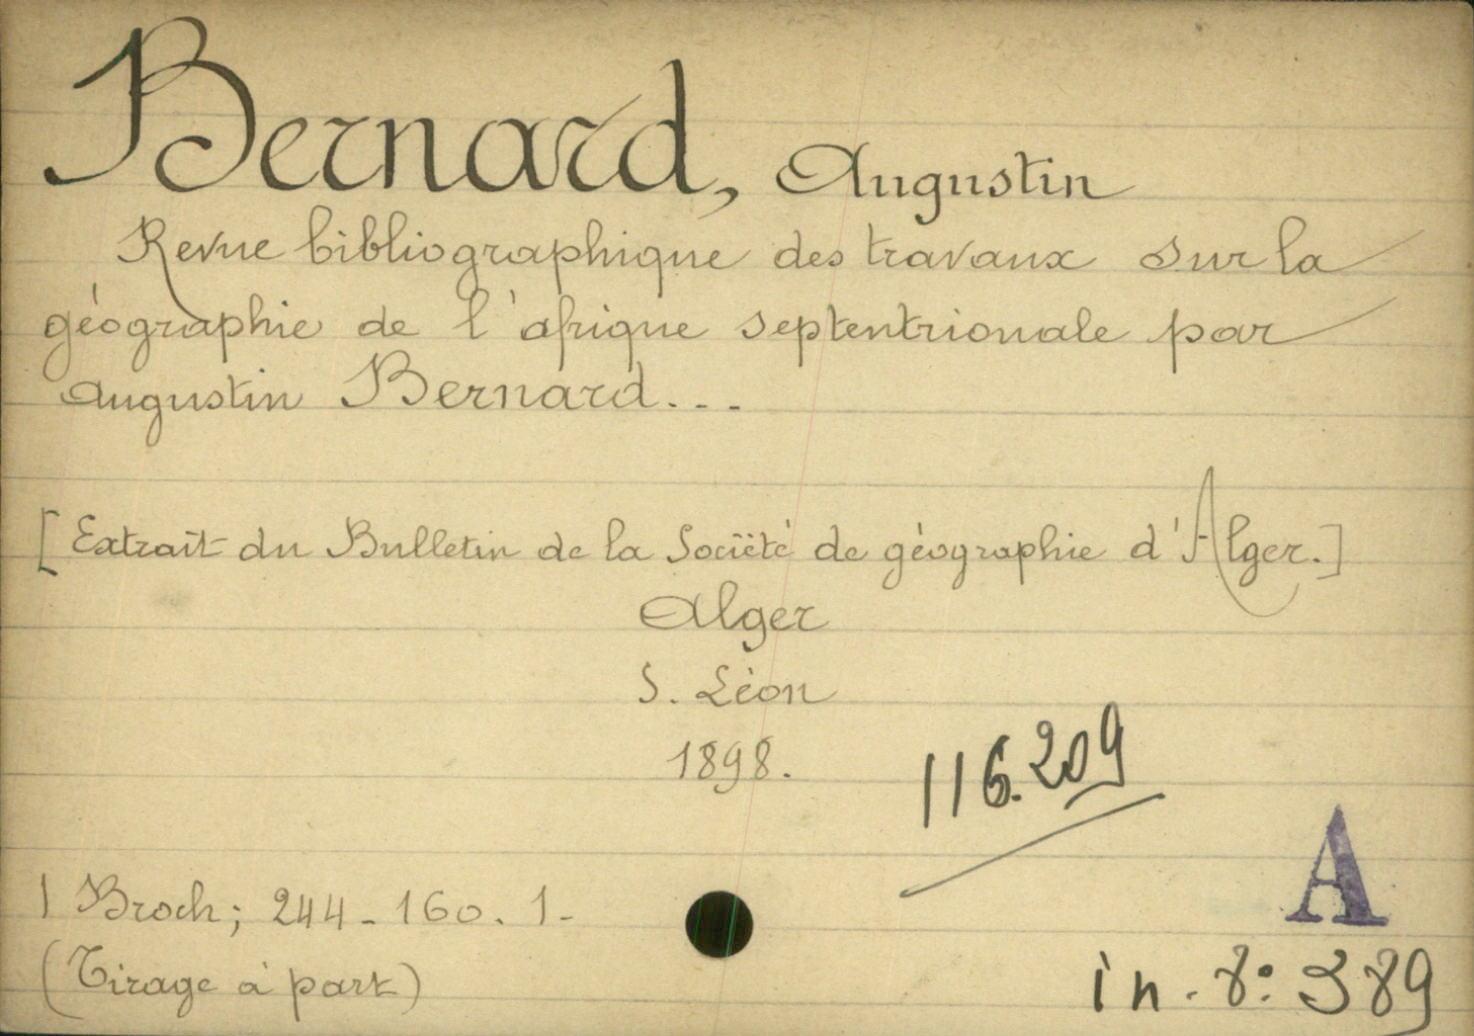 Bernard, Augustin
Revue bibliographique des travaux sur la
géographie de l'afrique septentrionale par
Augustin Bernard...
[Extrait du Bulletin de la Société de géographie d'Alger.]
Alger
S. Léon
1898.
116.209
A
1 Broch; 244-160. 1-
(Tirage à part)
in-8º 389